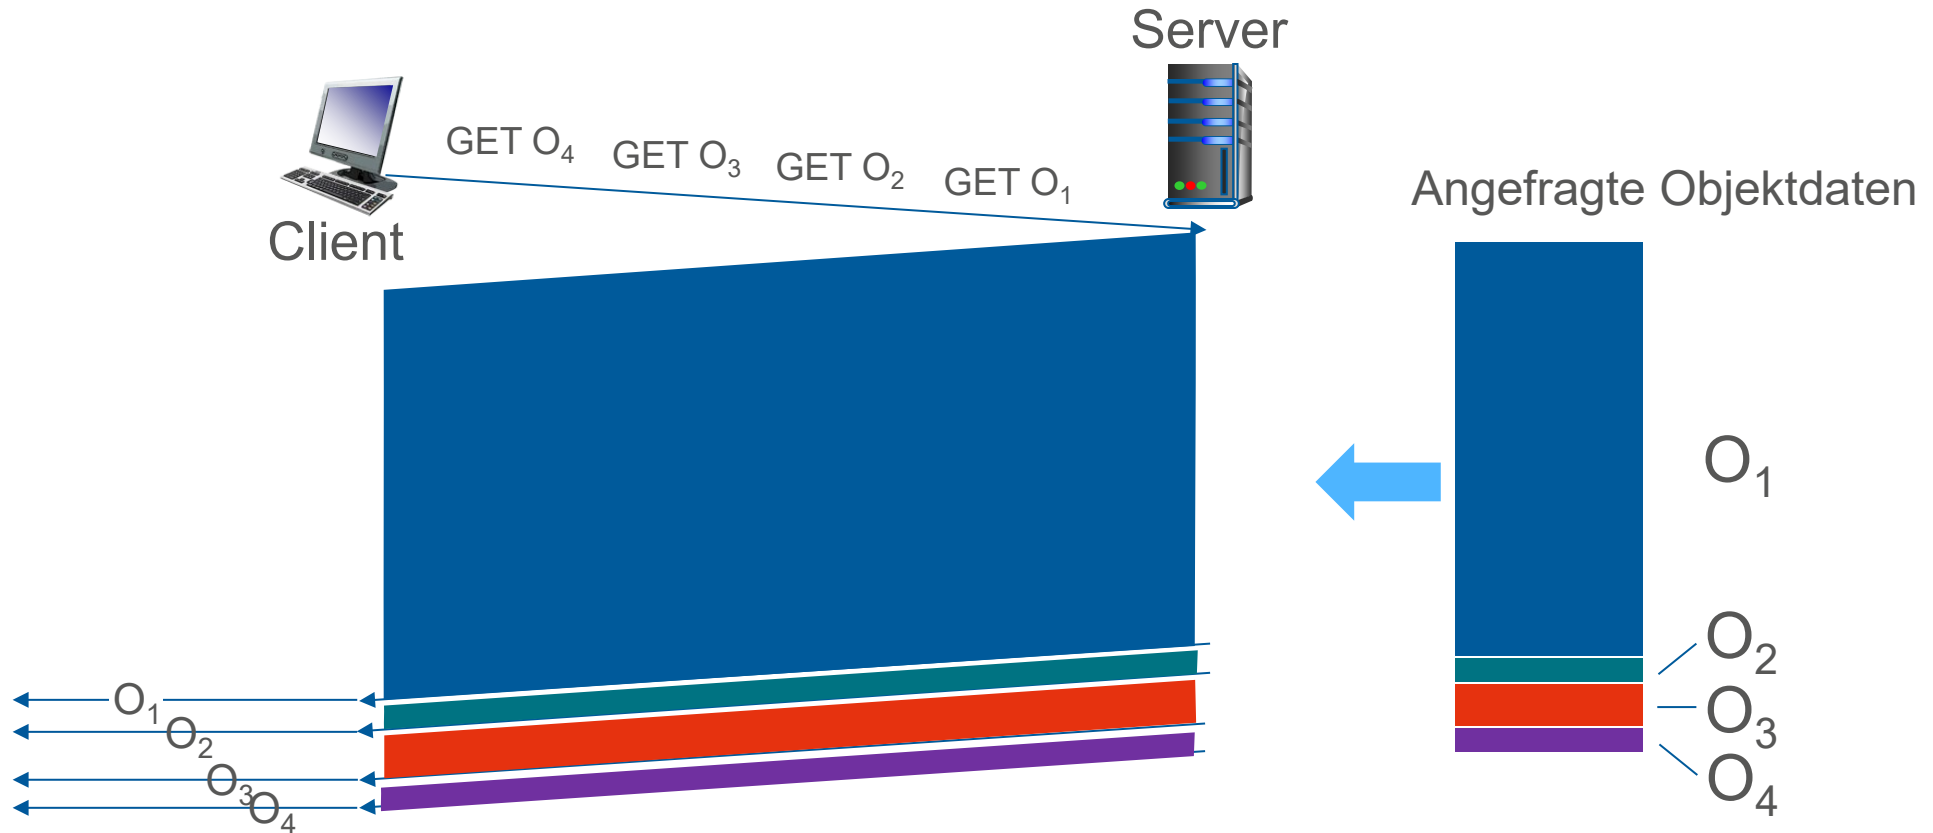 Server
GET O₄
GET O₃
GET O₂
GET O₁
Client
Angefragte Objektdaten
O₁
O₂
O₃
O₄
O₁
O₂
O₃
O₄